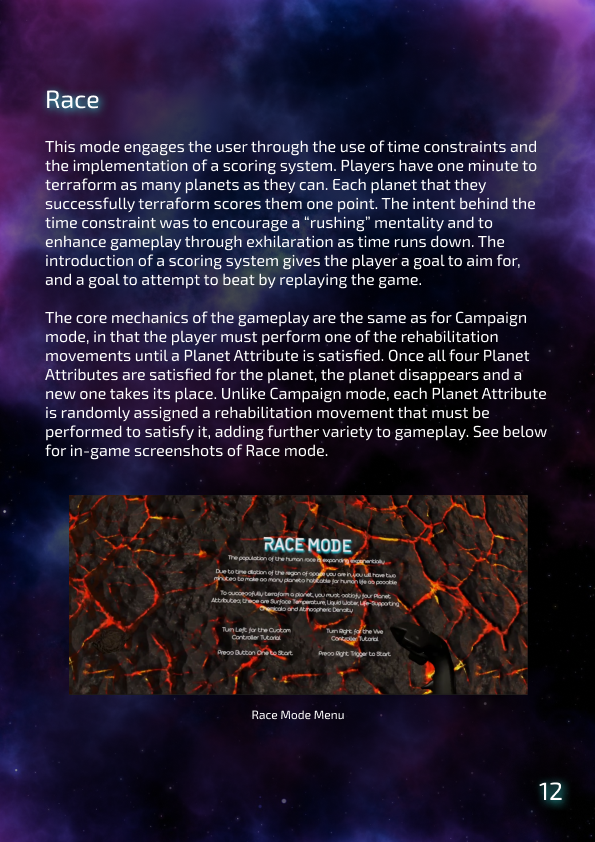 Race
This mode engages the user through the use of time constraints and
the implementation of a scoring system. Players have one minute to
terraform as many planets as they can. Each planet that they
successfully terraform scores them one point. The intent behind the
time constraint was to encourage a “rushing” mentality and to
enhance gameplay through exhilaration as time runs down. The
introduction of a scoring system gives the player a goal to aim for,
and a goal to attempt to beat by replaying the game.
The core mechanics of the gameplay are the same as for Campaign
mode, in that the player must perform one of the rehabilitation
movements until a Planet Attribute is satisfied. Once all four Planet
Attributes are satisfied for the planet, the planet disappears and a
new one takes its place. Unlike Campaign mode, each Planet Attribute
is randomly assigned a rehabilitation movement that must be
performed to satisfy it, adding further variety to gameplay. See below
for in-game screenshots of Race mode.
RACE MODE
The population of the human race is expanding exponentially
Due to time dilation of the region of space you are in, you will have two
minutes to make as many planets habitable for human life as possible
To successfully terraform a planet, you must satisfy four Planet
Attributes; these are Surface Temperature, Liquid Water, Life-Supporting
Chemicals and Atmospheric Density
Turn Left for the Custom
Controller Tutorial
Turn Right for the Vive
Controller Tutorial
Press Button One to Start
Press Right Trigger to Start
Race Mode Menu
12